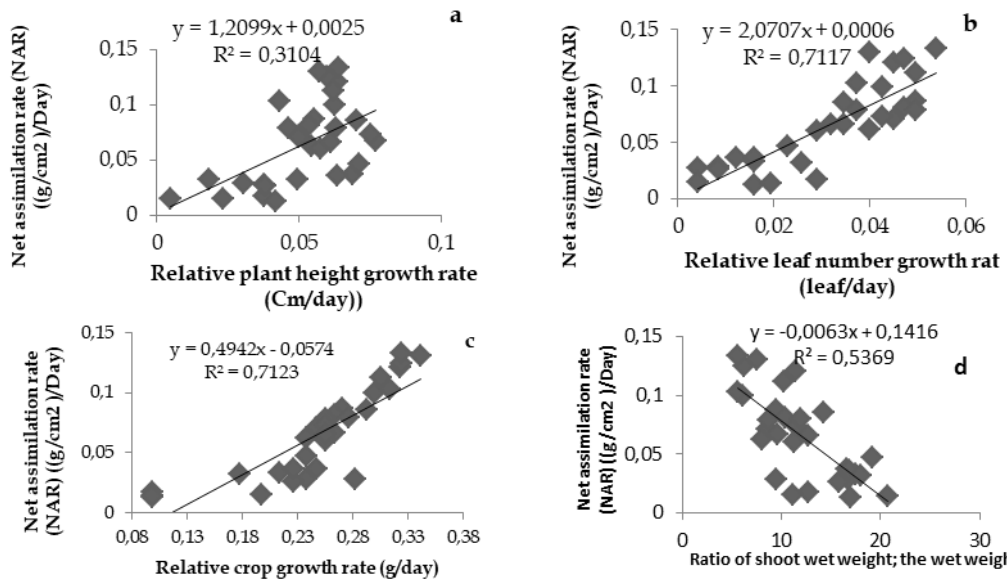 a
y = 1,2099x + 0,0025
R² = 0,3104
Net assimilation rate (NAR)
((g/cm2 )/Day)
0,15
0,1
0,05
0
0
0,05
0,1
Relative plant height growth rate
(Cm/day))
b
y = 2,0707x + 0,0006
R² = 0,7117
Net assimilation rate (NAR)
((g/cm2 )/Day)
0,15
0,1
0,05
0
0
0,02
0,04
0,06
Relative leaf number growth rat
(leaf/day)
c
y = 0,4942x - 0,0574
R² = 0,7123
Net assimilation rate
(NAR) ((g/cm2 )/Day)
0,15
0,1
0,05
0
0,08
0,13
0,18
0,23
0,28
0,33
0,38
Relative crop growth rate (g/day)
d
y = -0,0063x + 0,1416
R² = 0,5369
Net assimilation rate
(NAR) ((g/cm2 )/Day)
0,15
0,1
0,05
0
0
10
20
30
Ratio of shoot wet weight; the wet weigh